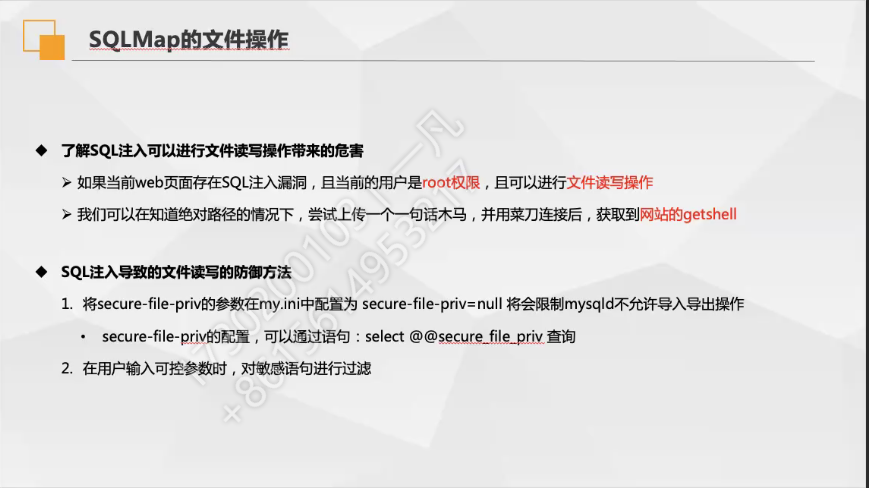 SQLMap的文件操作
◆ 了解SQL注入可以进行文件读写操作带来的危害
➢ 如果当前web页面存在SQL注入漏洞，且当前的用户是root权限，且可以进行文件读写操作
➢ 我们可以在知道绝对路径的情况下，尝试上传一个一句话木马，并用菜刀连接后，获取到网站的getshell
◆ SQL注入导致的文件读写的防御方法
1. 将secure-file-priv的参数在my.ini中配置为 secure-file-priv=null 将会限制mysqld不允许导入导出操作
• secure-file-priv的配置，可以通过语句：select @@secure_file_priv 查询
2. 在用户输入可控参数时，对敏感语句进行过滤